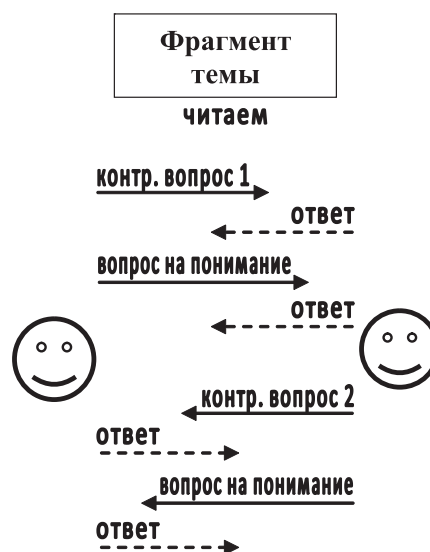 Фрагмент
темы
читаем
контр. вопрос 1
ответ
вопрос на понимание
ответ
контр. вопрос 2
ответ
вопрос на понимание
ответ